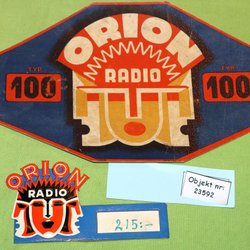 ORION
RADIO
TYP
100
TYP
100
ORION
RADIO
215:-
Objekt nr:
23592